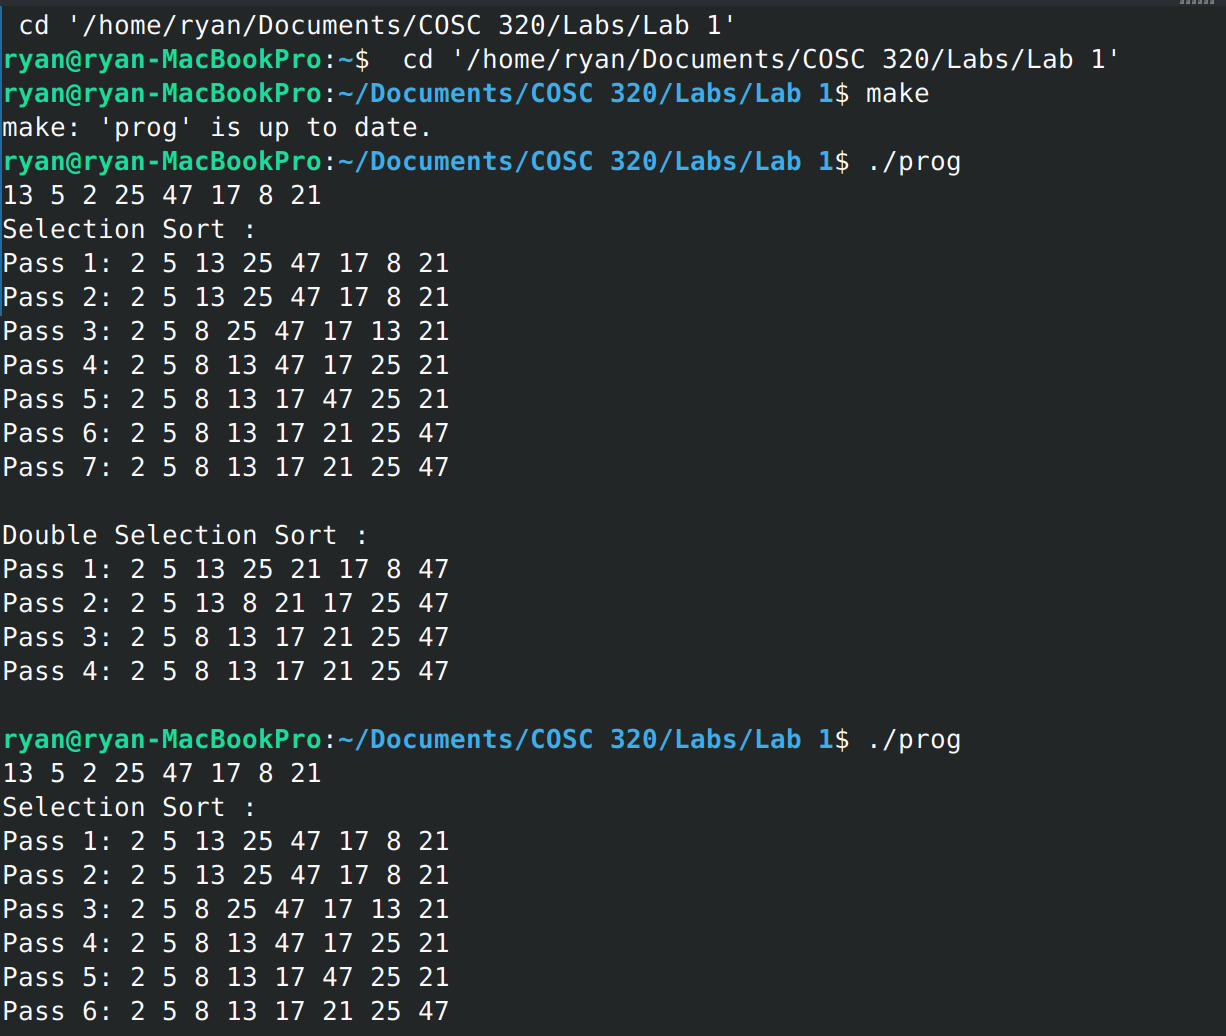 cd '/home/ryan/Documents/COSC 320/Labs/Lab 1'
ryan@ryan-MacBookPro:~$  cd '/home/ryan/Documents/COSC 320/Labs/Lab 1'
ryan@ryan-MacBookPro:~/Documents/COSC 320/Labs/Lab 1$ make
make: 'prog' is up to date.
ryan@ryan-MacBookPro:~/Documents/COSC 320/Labs/Lab 1$ ./prog
13 5 2 25 47 17 8 21
Selection Sort :
Pass 1: 2 5 13 25 47 17 8 21
Pass 2: 2 5 13 25 47 17 8 21
Pass 3: 2 5 8 25 47 17 13 21
Pass 4: 2 5 8 13 47 17 25 21
Pass 5: 2 5 8 13 17 47 25 21
Pass 6: 2 5 8 13 17 21 25 47
Pass 7: 2 5 8 13 17 21 25 47

Double Selection Sort :
Pass 1: 2 5 13 25 21 17 8 47
Pass 2: 2 5 13 8 21 17 25 47
Pass 3: 2 5 8 13 17 21 25 47
Pass 4: 2 5 8 13 17 21 25 47

ryan@ryan-MacBookPro:~/Documents/COSC 320/Labs/Lab 1$ ./prog
13 5 2 25 47 17 8 21
Selection Sort :
Pass 1: 2 5 13 25 47 17 8 21
Pass 2: 2 5 13 25 47 17 8 21
Pass 3: 2 5 8 25 47 17 13 21
Pass 4: 2 5 8 13 47 17 25 21
Pass 5: 2 5 8 13 17 47 25 21
Pass 6: 2 5 8 13 17 21 25 47